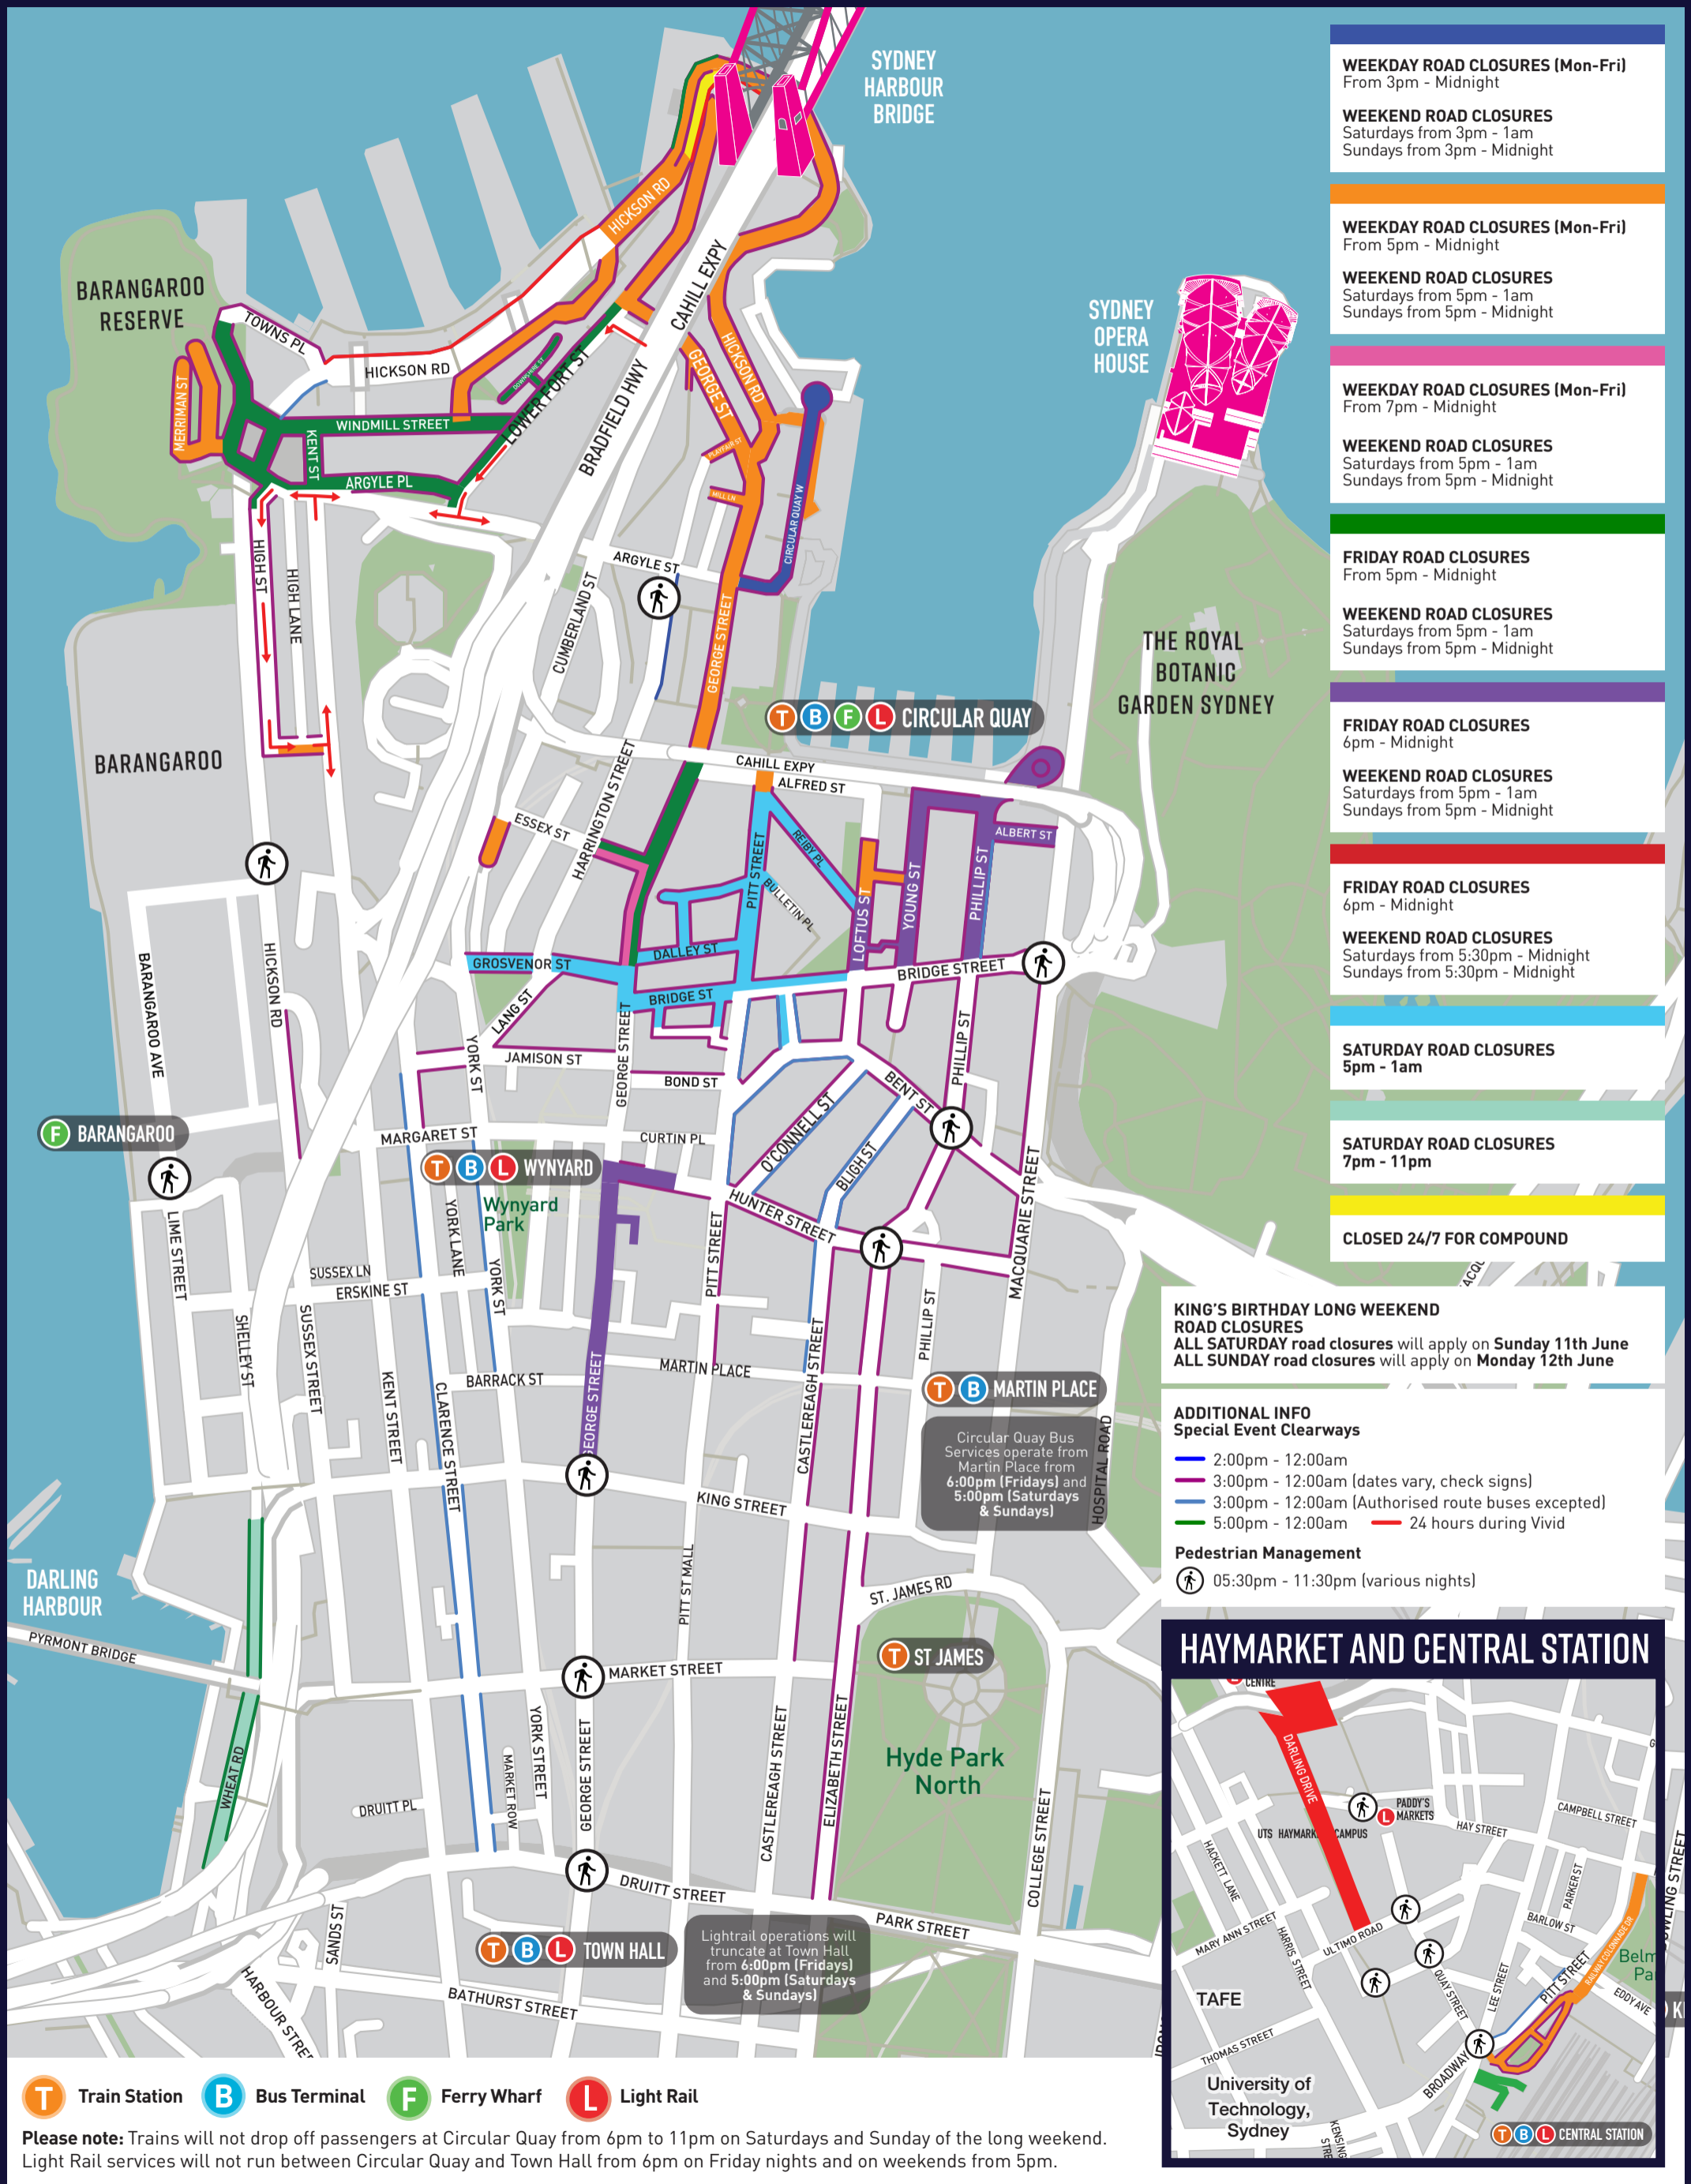 SYDNEY
HARBOUR
BRIDGE
HICKSON RD
CAHILL EXPY
BARANGAROO
RESERVE
TOWNS PL
HICKSON RD
MERRIMAN ST
WINDMILL STREET
KENT ST
ARGYLE PL
DOWNSHIRE ST
LOWER FORT ST
BRADFIELD HWY
GEORGE ST
HICKSON RD
PLAYFAIR ST
MILL LN
CIRCULAR QUAY W
SYDNEY
OPERA
HOUSE
HIGH ST
HIGH LANE
ARGYLE ST
CUMBERLAND ST
GEORGE STREET
THE ROYAL
BOTANIC
GARDEN SYDNEY
T B F L CIRCULAR QUAY
BARANGAROO
CAHILL EXPY
ALFRED ST
HARRINGTON STREET
ESSEX ST
PITT STREET
REIBY PL
BULLETIN PL
LOFTUS ST
YOUNG ST
PHILLIP ST
ALBERT ST
DALLEY ST
GROSVENOR ST
BRIDGE ST
BRIDGE STREET
LANG ST
GEORGE STREET
BARANGAROO AVE
HICKSON RD
YORK ST
JAMISON ST
BOND ST
PHILLIP ST
BENT ST
O'CONNELL ST
BLIGH ST
F BARANGAROO
MARGARET ST
CURTIN PL
T B L WYNYARD
Wynyard
Park
HUNTER STREET
MACQUARIE STREET
LIME STREET
YORK LANE
PITT STREET
SUSSEX LN
ERSKINE ST
YORK ST
SHELLEY ST
SUSSEX STREET
PHILLIP ST
CASTLEREAGH STREET
MARTIN PLACE
BARRACK ST
KENT STREET
CLARENCE STREET
GEORGE STREET
T B MARTIN PLACE
Circular Quay Bus
Services operate from
Martin Place from
6:00pm (Fridays) and
5:00pm (Saturdays
& Sundays)
HOSPITAL ROAD
KING STREET
PITT ST MALL
ST. JAMES RD
DARLING
HARBOUR
PYRMONT BRIDGE
MARKET STREET
T ST JAMES
WHEAT RD
DRUITT PL
MARKET ROW
YORK STREET
GEORGE STREET
CASTLEREAGH STREET
ELIZABETH STREET
Hyde Park
North
COLLEGE STREET
DRUITT STREET
PARK STREET
SANDS ST
T B L TOWN HALL
Lightrail operations will
truncate at Town Hall
from 6:00pm (Fridays)
and 5:00pm (Saturdays
& Sundays)
HARBOUR STREE
BATHURST STREET
WEEKDAY ROAD CLOSURES (Mon-Fri)
From 3pm - Midnight
WEEKEND ROAD CLOSURES
Saturdays from 3pm - 1am
Sundays from 3pm - Midnight
WEEKDAY ROAD CLOSURES (Mon-Fri)
From 5pm - Midnight
WEEKEND ROAD CLOSURES
Saturdays from 5pm - 1am
Sundays from 5pm - Midnight
WEEKDAY ROAD CLOSURES (Mon-Fri)
From 7pm - Midnight
WEEKEND ROAD CLOSURES
Saturdays from 5pm - 1am
Sundays from 5pm - Midnight
FRIDAY ROAD CLOSURES
From 5pm - Midnight
WEEKEND ROAD CLOSURES
Saturdays from 5pm - 1am
Sundays from 5pm - Midnight
FRIDAY ROAD CLOSURES
6pm - Midnight
WEEKEND ROAD CLOSURES
Saturdays from 5pm - 1am
Sundays from 5pm - Midnight
FRIDAY ROAD CLOSURES
6pm - Midnight
WEEKEND ROAD CLOSURES
Saturdays from 5:30pm - Midnight
Sundays from 5:30pm - Midnight
SATURDAY ROAD CLOSURES
5pm - 1am
SATURDAY ROAD CLOSURES
7pm - 11pm
CLOSED 24/7 FOR COMPOUND
KING'S BIRTHDAY LONG WEEKEND
ROAD CLOSURES
ALL SATURDAY road closures will apply on Sunday 11th June
ALL SUNDAY road closures will apply on Monday 12th June
ADDITIONAL INFO
Special Event Clearways
2:00pm - 12:00am
3:00pm - 12:00am (dates vary, check signs)
3:00pm - 12:00am (Authorised route buses excepted)
5:00pm - 12:00am 24 hours during Vivid
Pedestrian Management
05:30pm - 11:30pm (various nights)
HAYMARKET AND CENTRAL STATION
CENTRE
DARLING DRIVE
PADDY'S
L MARKETS
UTS HAYMARK CAMPUS
HAY STREET
CAMPBELL STREET
HACKETT LANE
PARKER ST
BARLOW ST
MARY ANN STREET
HARRIS STREET
ULTIMO ROAD
QUAY STREET
LEE STREET
PITT STREET
RAILWAY COLONNADE DR
Belm
Pa
EDDY AVE
TAFE
THOMAS STREET
BROADWAY
University of
Technology,
Sydney
KENSING
STRE
T B L CENTRAL STATION
T Train Station B Bus Terminal F Ferry Wharf L Light Rail
Please note: Trains will not drop off passengers at Circular Quay from 6pm to 11pm on Saturdays and Sunday of the long weekend.
Light Rail services will not run between Circular Quay and Town Hall from 6pm on Friday nights and on weekends from 5pm.